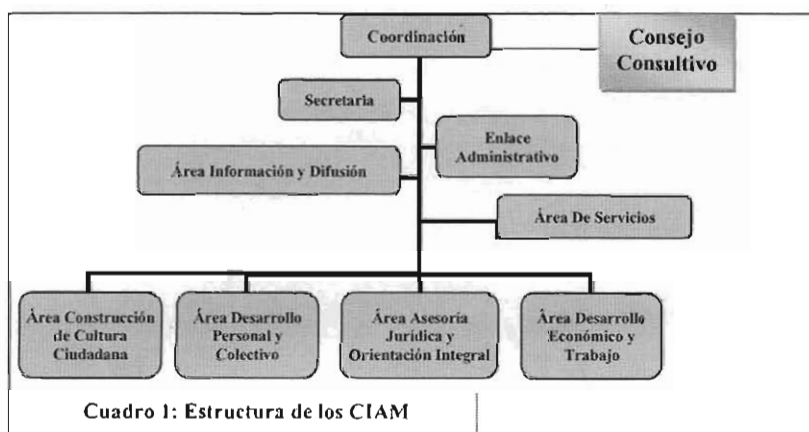 Coordinación
Consejo
Consultivo
Secretaria
Enlace
Administrativo
Área Información y Difusión
Área De Servicios
Área Construcción
de Cultura
Ciudadana
Área Desarrollo
Personal y
Colectivo
Área Asesoría
Jurídica y
Orientación Integral
Área Desarrollo
Económico y
Trabajo
Cuadro 1: Estructura de los CIAM